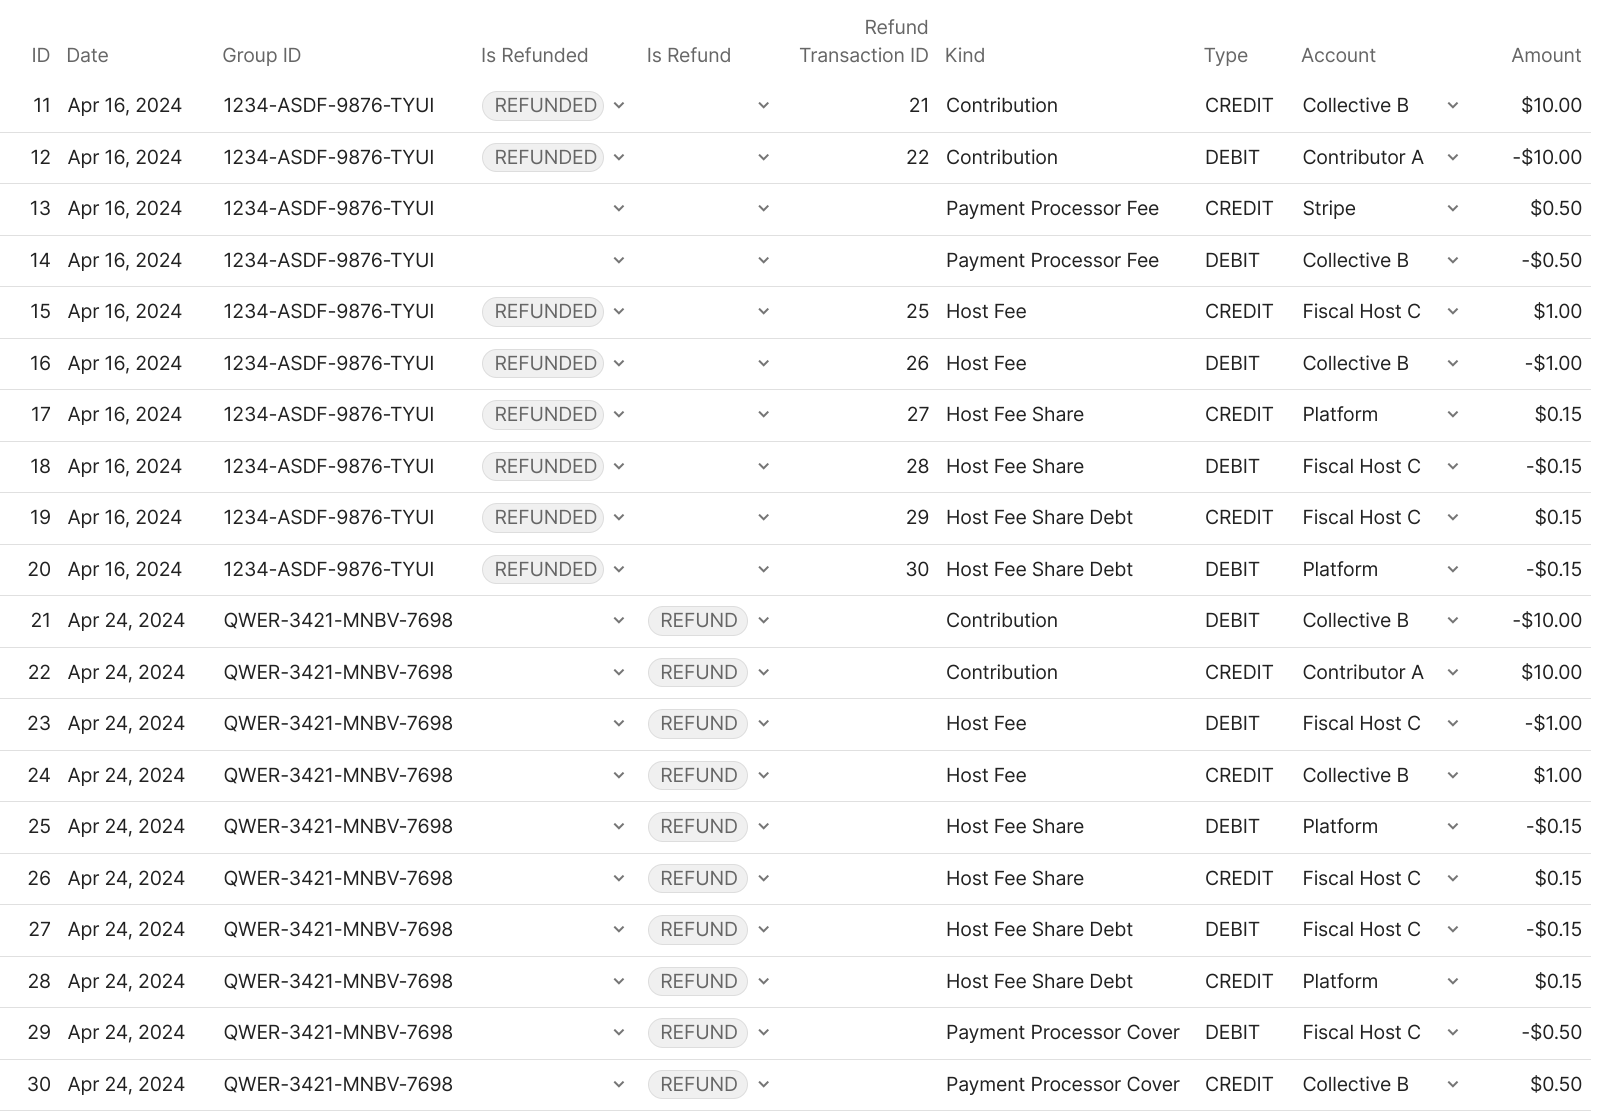 Refund
ID Date Group ID Is Refunded Is Refund Transaction ID Kind Type Account Amount
11 Apr 16, 2024 1234-ASDF-9876-TYUI REFUNDED 21 Contribution CREDIT Collective B $10.00
12 Apr 16, 2024 1234-ASDF-9876-TYUI REFUNDED 22 Contribution DEBIT Contributor A -$10.00
13 Apr 16, 2024 1234-ASDF-9876-TYUI Payment Processor Fee CREDIT Stripe $0.50
14 Apr 16, 2024 1234-ASDF-9876-TYUI Payment Processor Fee DEBIT Collective B -$0.50
15 Apr 16, 2024 1234-ASDF-9876-TYUI REFUNDED 25 Host Fee CREDIT Fiscal Host C $1.00
16 Apr 16, 2024 1234-ASDF-9876-TYUI REFUNDED 26 Host Fee DEBIT Collective B -$1.00
17 Apr 16, 2024 1234-ASDF-9876-TYUI REFUNDED 27 Host Fee Share CREDIT Platform $0.15
18 Apr 16, 2024 1234-ASDF-9876-TYUI REFUNDED 28 Host Fee Share DEBIT Fiscal Host C -$0.15
19 Apr 16, 2024 1234-ASDF-9876-TYUI REFUNDED 29 Host Fee Share Debt CREDIT Fiscal Host C $0.15
20 Apr 16, 2024 1234-ASDF-9876-TYUI REFUNDED 30 Host Fee Share Debt DEBIT Platform -$0.15
21 Apr 24, 2024 QWER-3421-MNBV-7698 REFUND Contribution DEBIT Collective B -$10.00
22 Apr 24, 2024 QWER-3421-MNBV-7698 REFUND Contribution CREDIT Contributor A $10.00
23 Apr 24, 2024 QWER-3421-MNBV-7698 REFUND Host Fee DEBIT Fiscal Host C -$1.00
24 Apr 24, 2024 QWER-3421-MNBV-7698 REFUND Host Fee CREDIT Collective B $1.00
25 Apr 24, 2024 QWER-3421-MNBV-7698 REFUND Host Fee Share DEBIT Platform -$0.15
26 Apr 24, 2024 QWER-3421-MNBV-7698 REFUND Host Fee Share CREDIT Fiscal Host C $0.15
27 Apr 24, 2024 QWER-3421-MNBV-7698 REFUND Host Fee Share Debt DEBIT Fiscal Host C -$0.15
28 Apr 24, 2024 QWER-3421-MNBV-7698 REFUND Host Fee Share Debt CREDIT Platform $0.15
29 Apr 24, 2024 QWER-3421-MNBV-7698 REFUND Payment Processor Cover DEBIT Fiscal Host C -$0.50
30 Apr 24, 2024 QWER-3421-MNBV-7698 REFUND Payment Processor Cover CREDIT Collective B $0.50